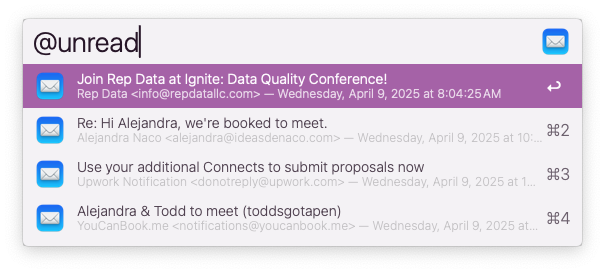 @unread
Join Rep Data at Ignite: Data Quality Conference!
Rep Data <info@repdatallc.com> — Wednesday, April 9, 2025 at 8:04:25 AM
↩
Re: Hi Alejandra, we're booked to meet.
Alejandra Naco <alejandra@ideasdenaco.com> — Wednesday, April 9, 2025 at 10:...
⌘2
Use your additional Connects to submit proposals now
Upwork Notification <donotreply@upwork.com> — Wednesday, April 9, 2025 at 1...
⌘3
Alejandra & Todd to meet (toddsgotapen)
YouCanBook.me <notifications@youcanbook.me> — Wednesday, April 9, 2025 at...
⌘4